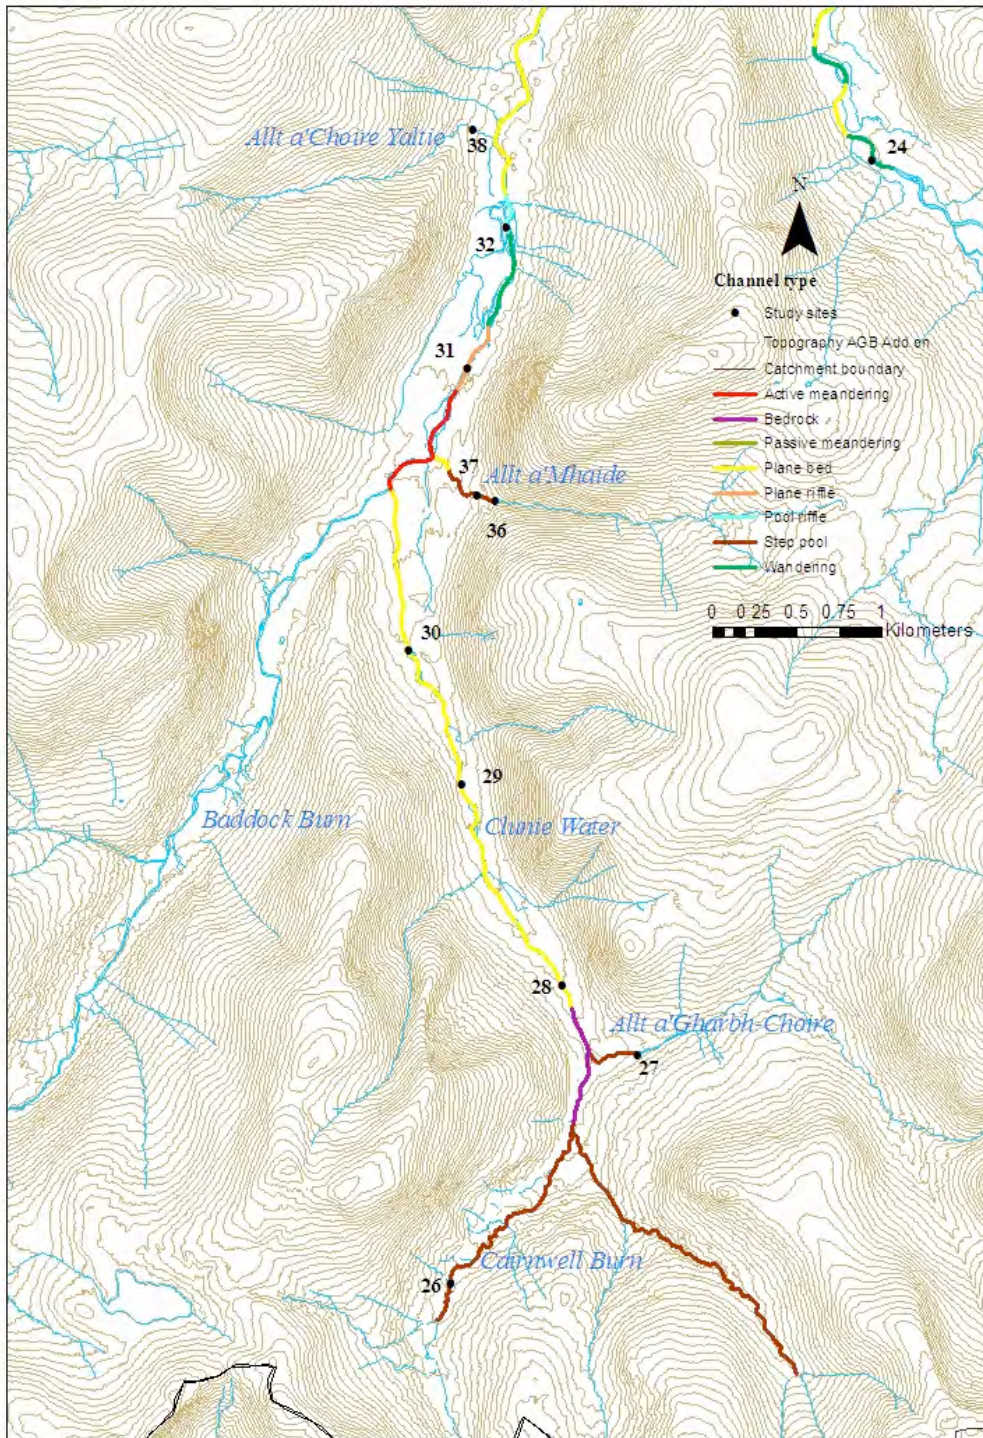 Allt a'Choire Yaltie
38
24
N
32
Channel type
Study sites
31
Topography AGB Add en
Catchment boundary
Active meandering
Bedrock
Passive meandering
37
Allt a'Mhaide
Plane bed
Plane riffle
36
Pool riffle
Step pool
Wandering
0 0.25 0.5 0.75 1
Kilometers
30
29
Baddock Burn
Clunie Water
28
Allt a'Gharbh-Choire
27
Cairnwell Burn
26